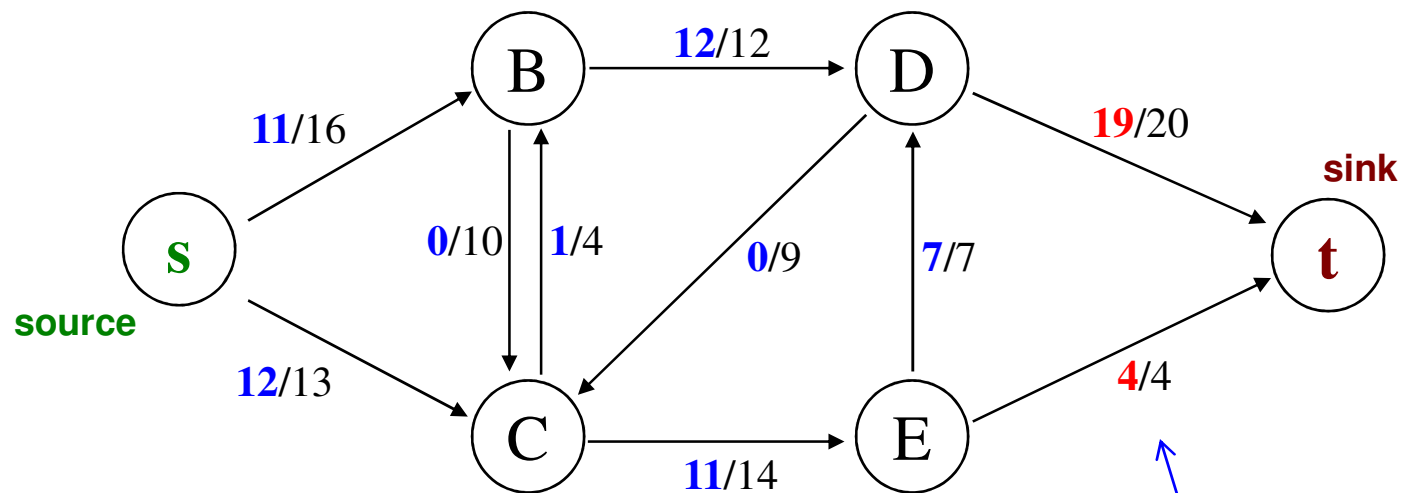 12/12
B
D
11/16
19/20
sink
s
0/10
1/4
0/9
7/7
t
source
12/13
4/4
C
E
11/14